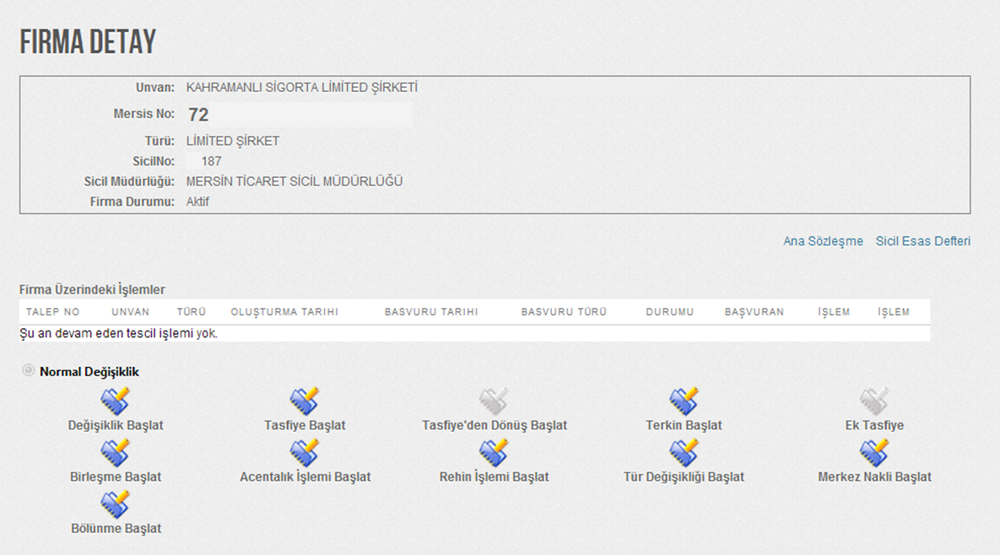 FIRMA DETAY
Unvan: KAHRAMANLI SİGORTA LİMİTED ŞİRKETİ
Mersis No: 72
Türü: LİMİTED ŞİRKET
SicilNo: 187
Sicil Müdürlüğü: MERSİN TİCARET SİCİL MÜDÜRLÜĞÜ
Firma Durumu: Aktif
Ana Sözleşme Sicil Esas Defteri
Firma Üzerindeki İşlemler
TALEP NO UNVAN TÜRÜ OLUŞTURMA TARIHI BASVURU TARIHI BASVURU TÜRÜ DURUMU BAŞVURAN İŞLEM İŞLEM
Şu an devam eden tescil işlemi yok.
Normal Değişiklik
Değişiklik Başlat Tasfiye Başlat Tasfiye'den Dönüş Başlat Terkin Başlat Ek Tasfiye
Birleşme Başlat Acentalık İşlemi Başlat Rehin İşlemi Başlat Tür Değişikliği Başlat Merkez Nakli Başlat
Bölünme Başlat